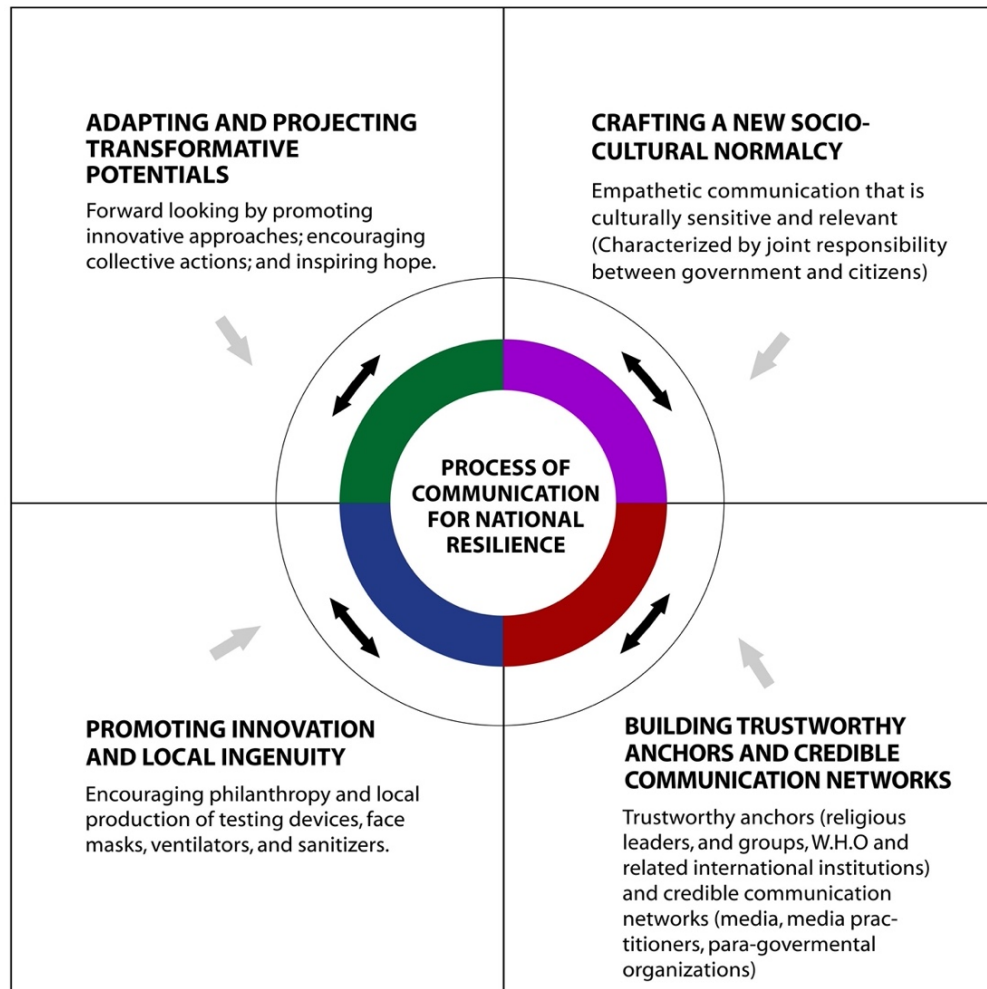 ADAPTING AND PROJECTING
TRANSFORMATIVE
POTENTIALS
Forward looking by promoting
innovative approaches; encouraging
collective actions; and inspiring hope.
CRAFTING A NEW SOCIO-
CULTURAL NORMALCY
Empathetic communication that is
culturally sensitive and relevant
(Characterized by joint responsibility
between government and citizens)
PROCESS OF
COMMUNICATION
FOR NATIONAL
RESILIENCE
PROMOTING INNOVATION
AND LOCAL INGENUITY
Encouraging philanthropy and local
production of testing devices, face
masks, ventilators, and sanitizers.
BUILDING TRUSTWORTHY
ANCHORS AND CREDIBLE
COMMUNICATION NETWORKS
Trustworthy anchors (religious
leaders, and groups, W.H.O and
related international institutions)
and credible communication
networks (media, media prac-
titioners, para-govermental
organizations)